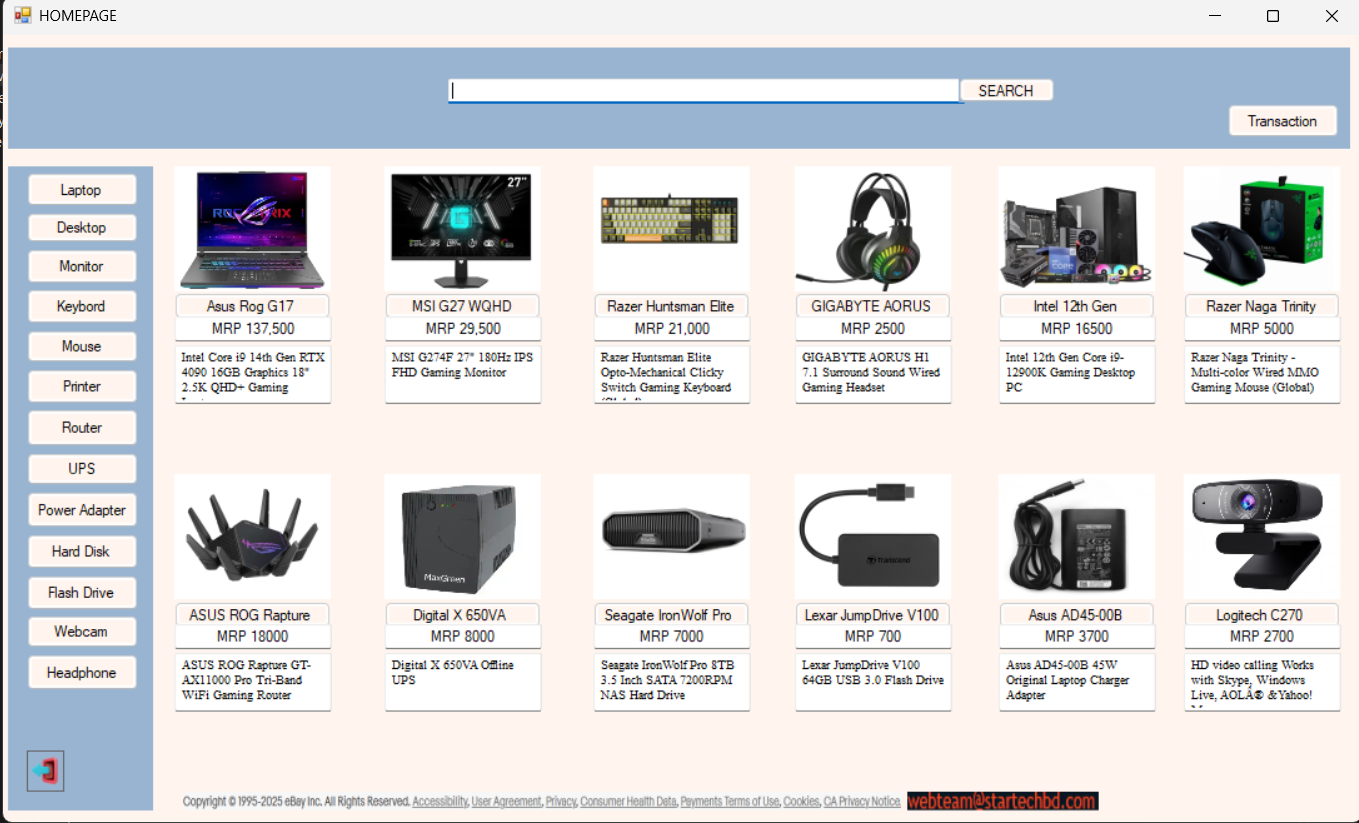 HOMEPAGE
SEARCH
Transaction
Laptop
Desktop
Monitor
Keybord
Mouse
Printer
Router
UPS
Power Adapter
Hard Disk
Flash Drive
Webcam
Headphone
27"
Asus Rog G17
MRP 137,500
Intel Core i9 14th Gen RTX
4090 16GB Graphics 18"
2.5K QHD+ Gaming
MSI G27 WQHD
MRP 29,500
MSI G274F 27" 180Hz IPS
FHD Gaming Monitor
Razer Huntsman Elite
MRP 21,000
Razer Huntsman Elite
Opto-Mechanical Clicky
Switch Gaming Keyboard
GIGABYTE AORUS
MRP 2500
GIGABYTE AORUS H1
7.1 Surround Sound Wired
Gaming Headset
Intel 12th Gen
MRP 16500
Intel 12th Gen Core i9-
12900K Gaming Desktop
PC
Razer Naga Trinity
MRP 5000
Razer Naga Trinity -
Multi-color Wired MMO
Gaming Mouse (Global)
ASUS ROG Rapture
MRP 18000
ASUS ROG Rapture GT-
AX11000 Pro Tri-Band
WiFi Gaming Router
MaxGreen
Digital X 650VA
MRP 8000
Digital X 650VA Offline
UPS
Seagate IronWolf Pro
MRP 7000
Seagate IronWolf Pro 8TB
3.5 Inch SATA 7200RPM
NAS Hard Drive
Transcend
Lexar JumpDrive V100
MRP 700
Lexar JumpDrive V100
64GB USB 3.0 Flash Drive
Asus AD45-00B
MRP 3700
Asus AD45-00B 45W
Original Laptop Charger
Adapter
Logitech C270
MRP 2700
HD video calling Works
with Skype, Windows
Live, AOLÂ® &Yahoo!
Copyright © 1995-2025 eBay Inc. All Rights Reserved. Accessibility, User Agreement, Privacy, Consumer Health Data, Payments Terms of Use, Cookies, CA Privacy Notice
webteam@startechbd.com